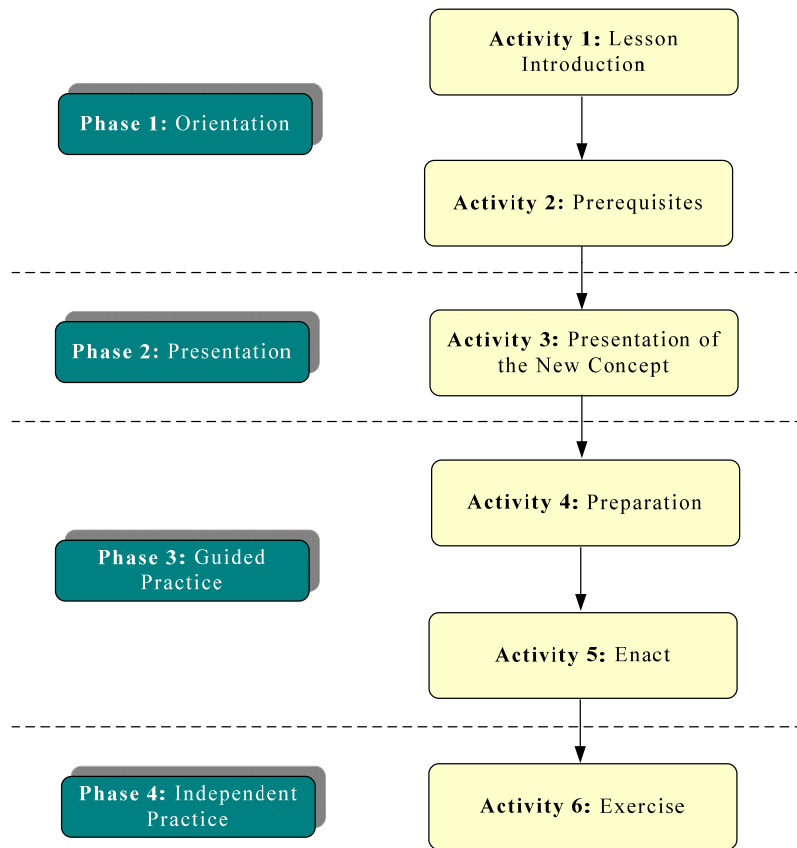 Activity 1: Lesson
Introduction
Phase 1: Orientation
Activity 2: Prerequisites
Phase 2: Presentation
Activity 3: Presentation of
the New Concept
Activity 4: Preparation
Phase 3: Guided
Practice
Activity 5: Enact
Phase 4: Independent
Practice
Activity 6: Exercise